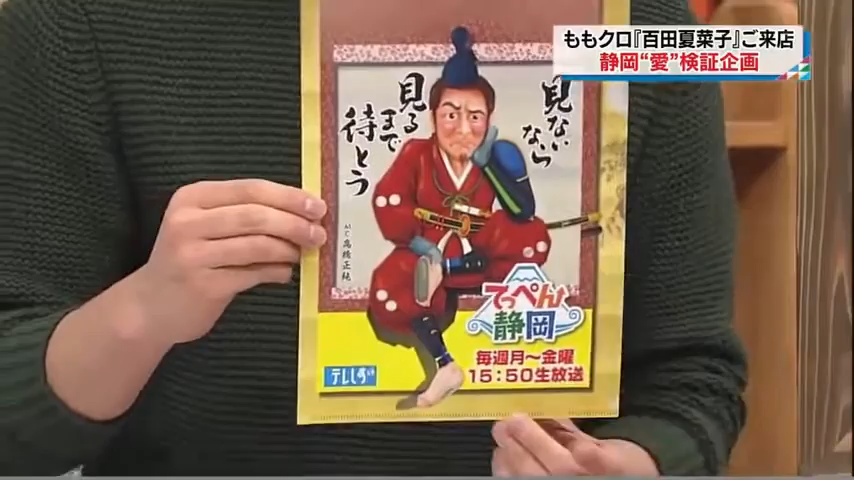 ももクロ『百田夏菜子』ご来店
静岡“愛”検証企画
見ないなら
見るまで
待とう
MC 高橋正純
てっぺん
静岡
毎週月〜金曜
15:50生放送
テレしず